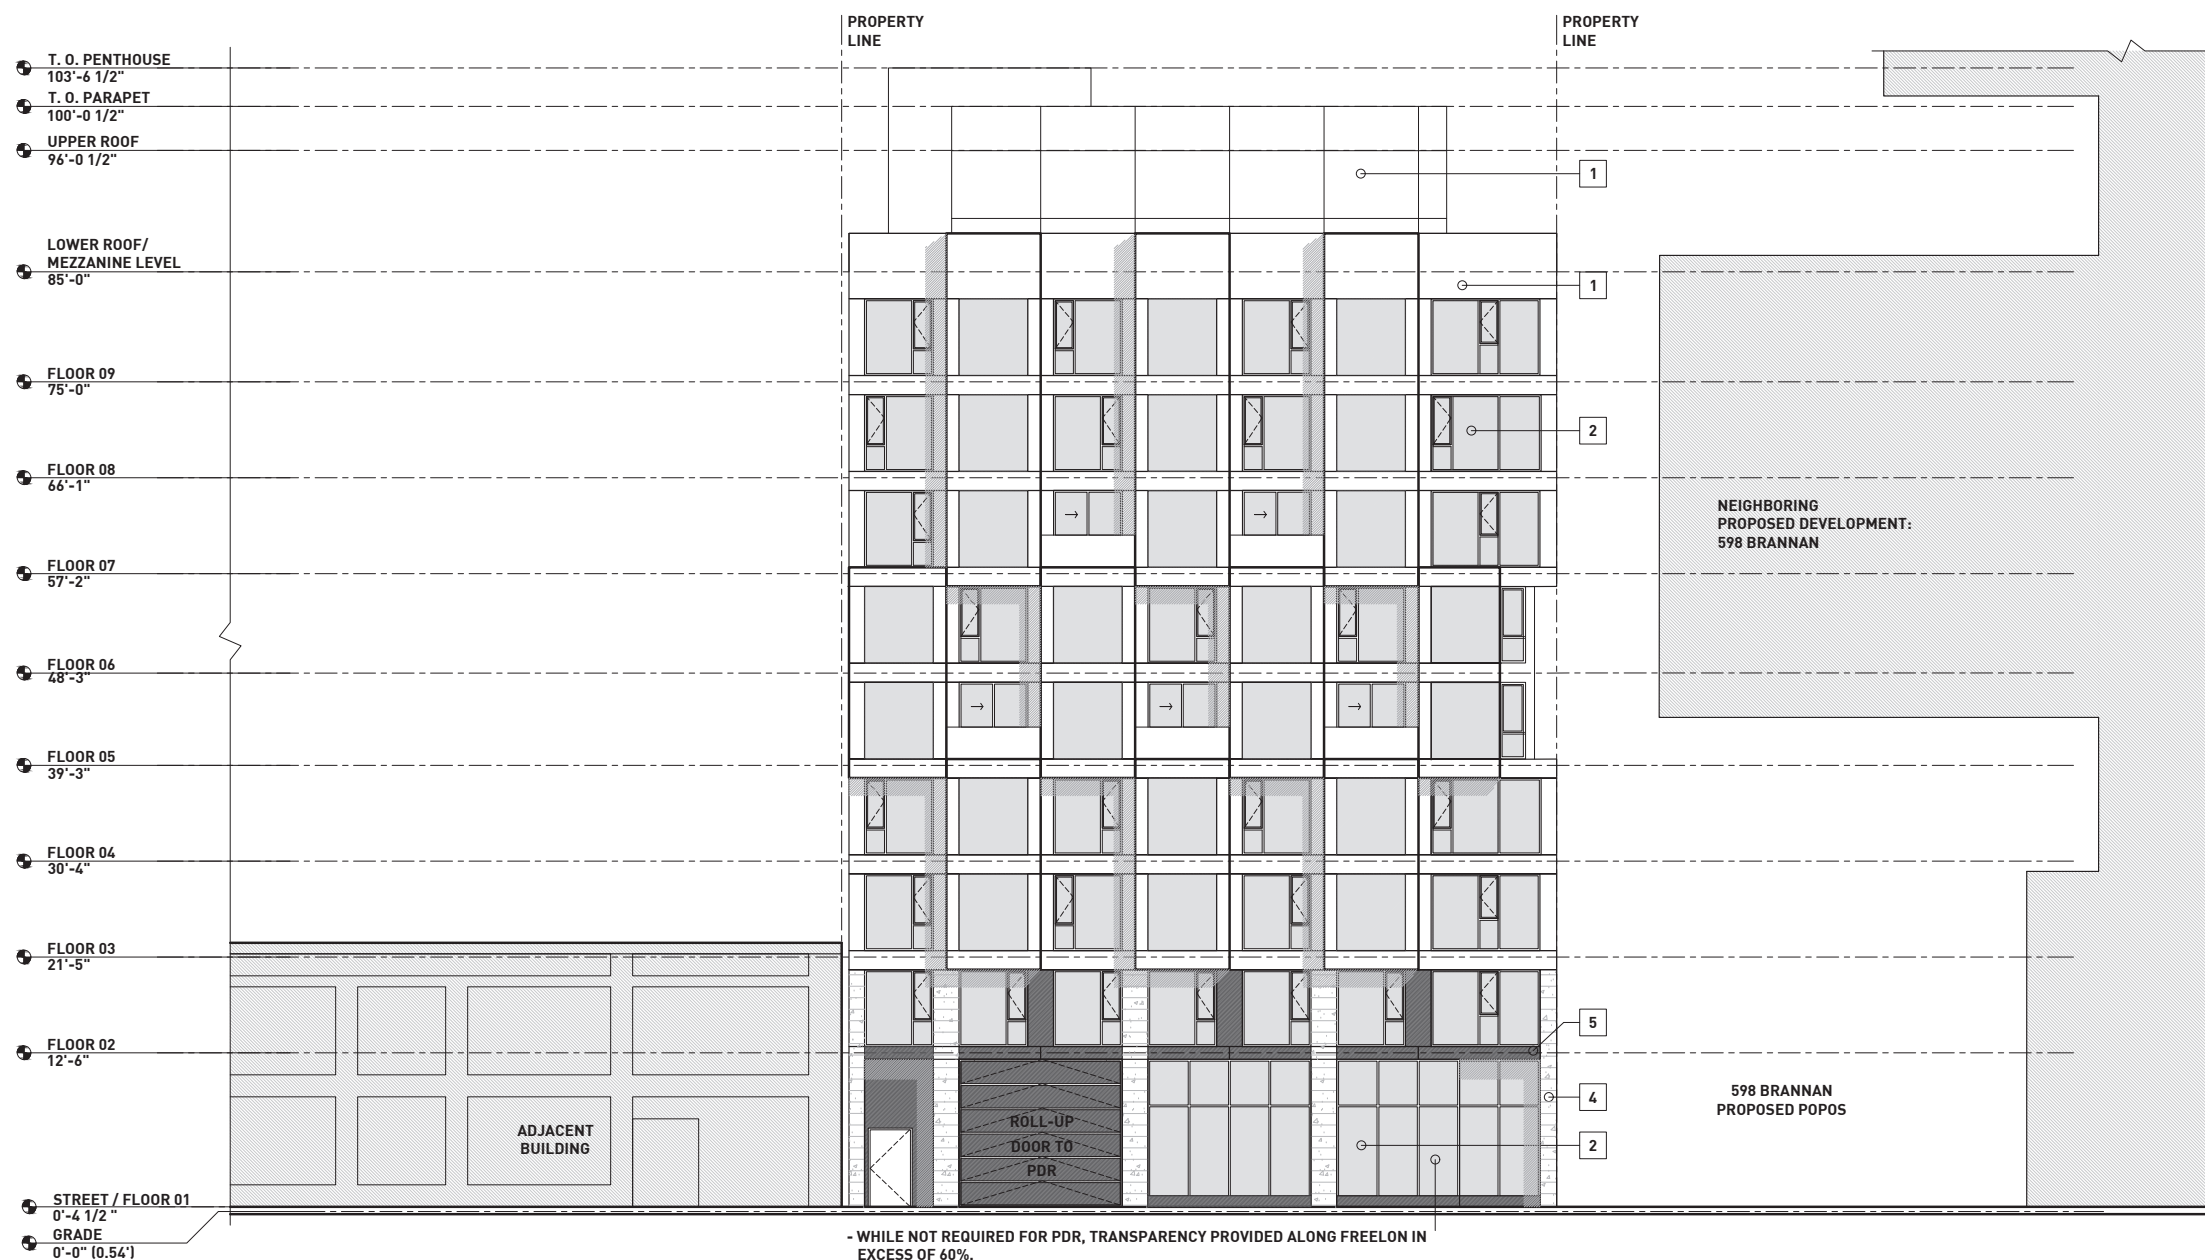 PROPERTY
LINE
PROPERTY
LINE
T. O. PENTHOUSE
103'-6 1/2"
T. O. PARAPET
100'-0 1/2"
UPPER ROOF
96'-0 1/2"
1
LOWER ROOF/
MEZZANINE LEVEL
85'-0"
1
FLOOR 09
75'-0"
2
FLOOR 08
66'-1"
NEIGHBORING
PROPOSED DEVELOPMENT:
598 BRANNAN
FLOOR 07
57'-2"
FLOOR 06
48'-3"
FLOOR 05
39'-3"
FLOOR 04
30'-4"
FLOOR 03
21'-5"
5
FLOOR 02
12'-6"
4
598 BRANNAN
PROPOSED POPOS
ADJACENT
BUILDING
ROLL-UP
DOOR TO
PDR
2
STREET / FLOOR 01
0'-4 1/2 "
GRADE
0'-0" (0.54')
- WHILE NOT REQUIRED FOR PDR, TRANSPARENCY PROVIDED ALONG FREELON IN
EXCESS OF 60%.